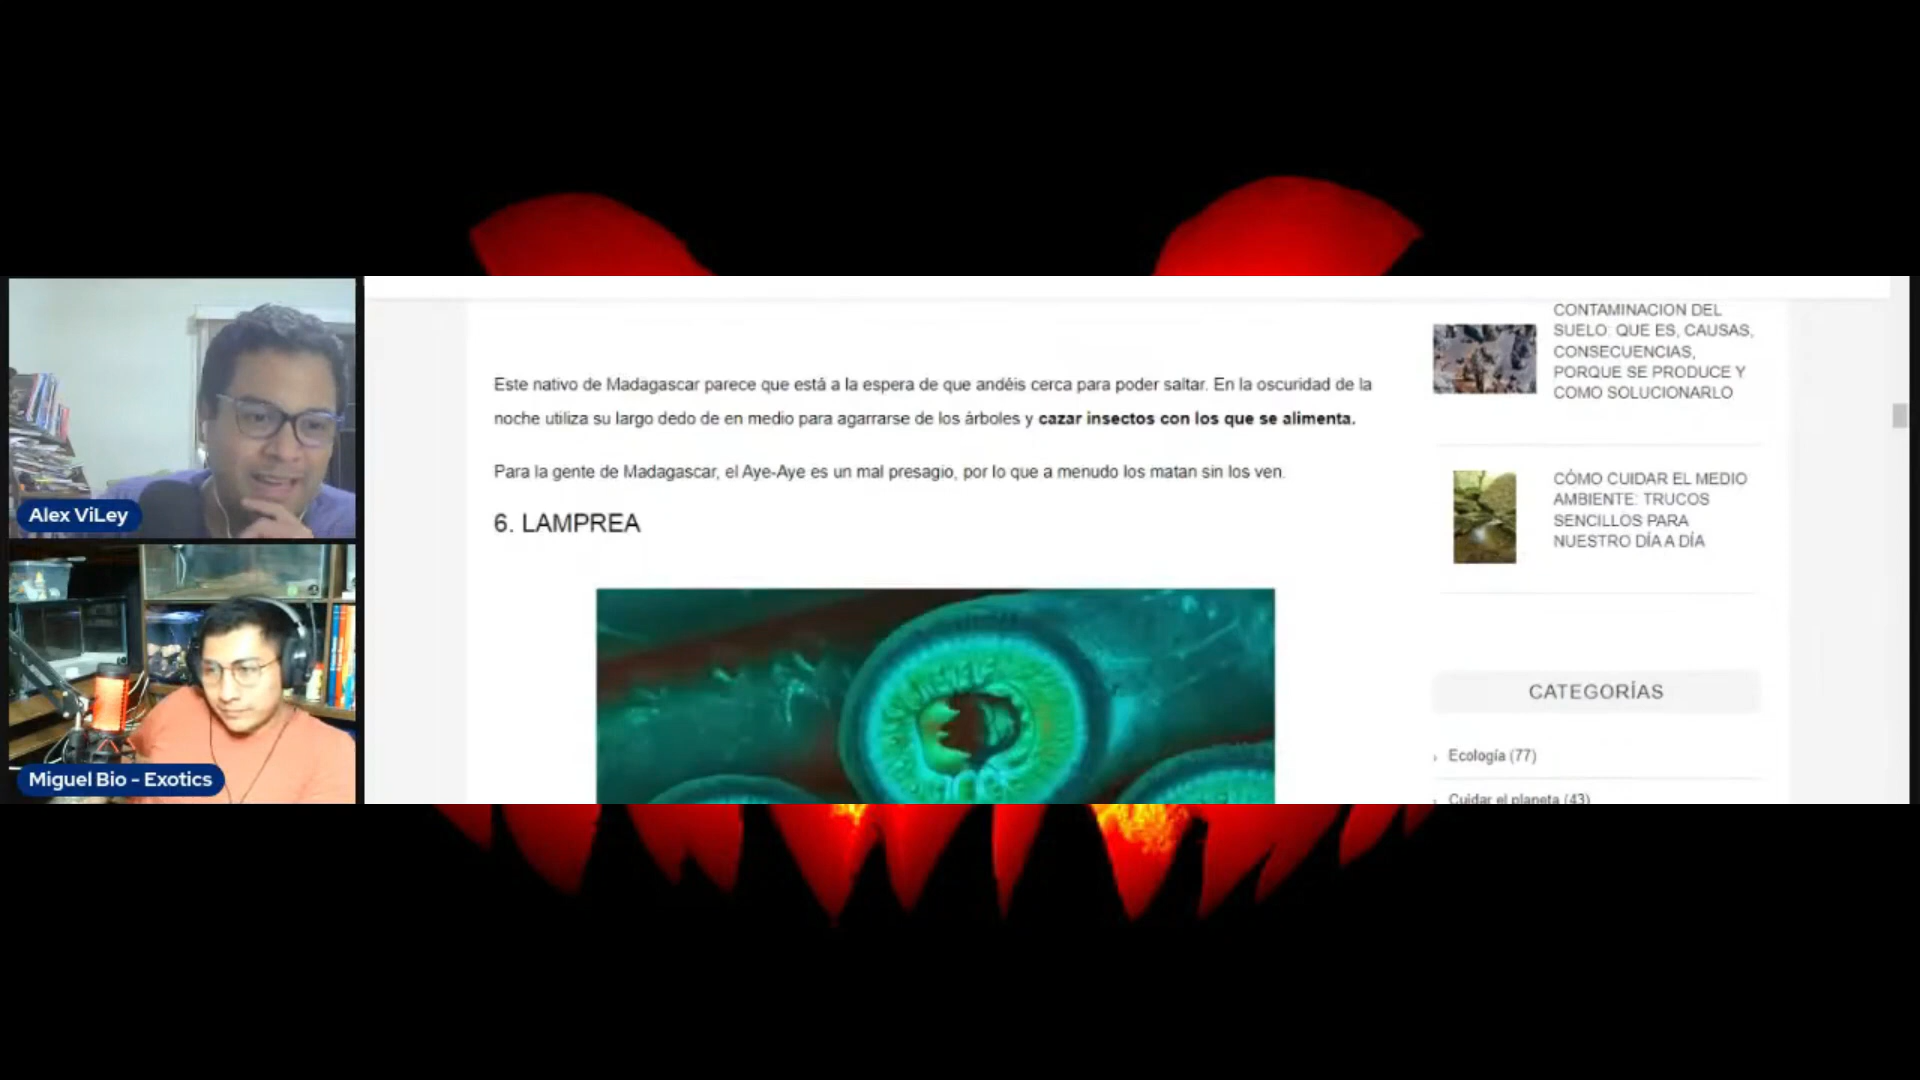 Alex ViLey
Miguel Bio - Exotics
Este nativo de Madagascar parece que está a la espera de que andéis cerca para poder saltar. En la oscuridad de la
noche utiliza su largo dedo de en medio para agarrarse de los árboles y cazar insectos con los que se alimenta.
Para la gente de Madagascar, el Aye-Aye es un mal presagio, por lo que a menudo los matan sin los ven.
6. LAMPREA
CONTAMINACION DEL
SUELO: QUE ES, CAUSAS,
CONSECUENCIAS,
PORQUE SE PRODUCE Y
COMO SOLUCIONARLO
CÓMO CUIDAR EL MEDIO
AMBIENTE: TRUCOS
SENCILLOS PARA
NUESTRO DÍA A DÍA
CATEGORÍAS
Ecología (77)
Cuidar el planeta (43)